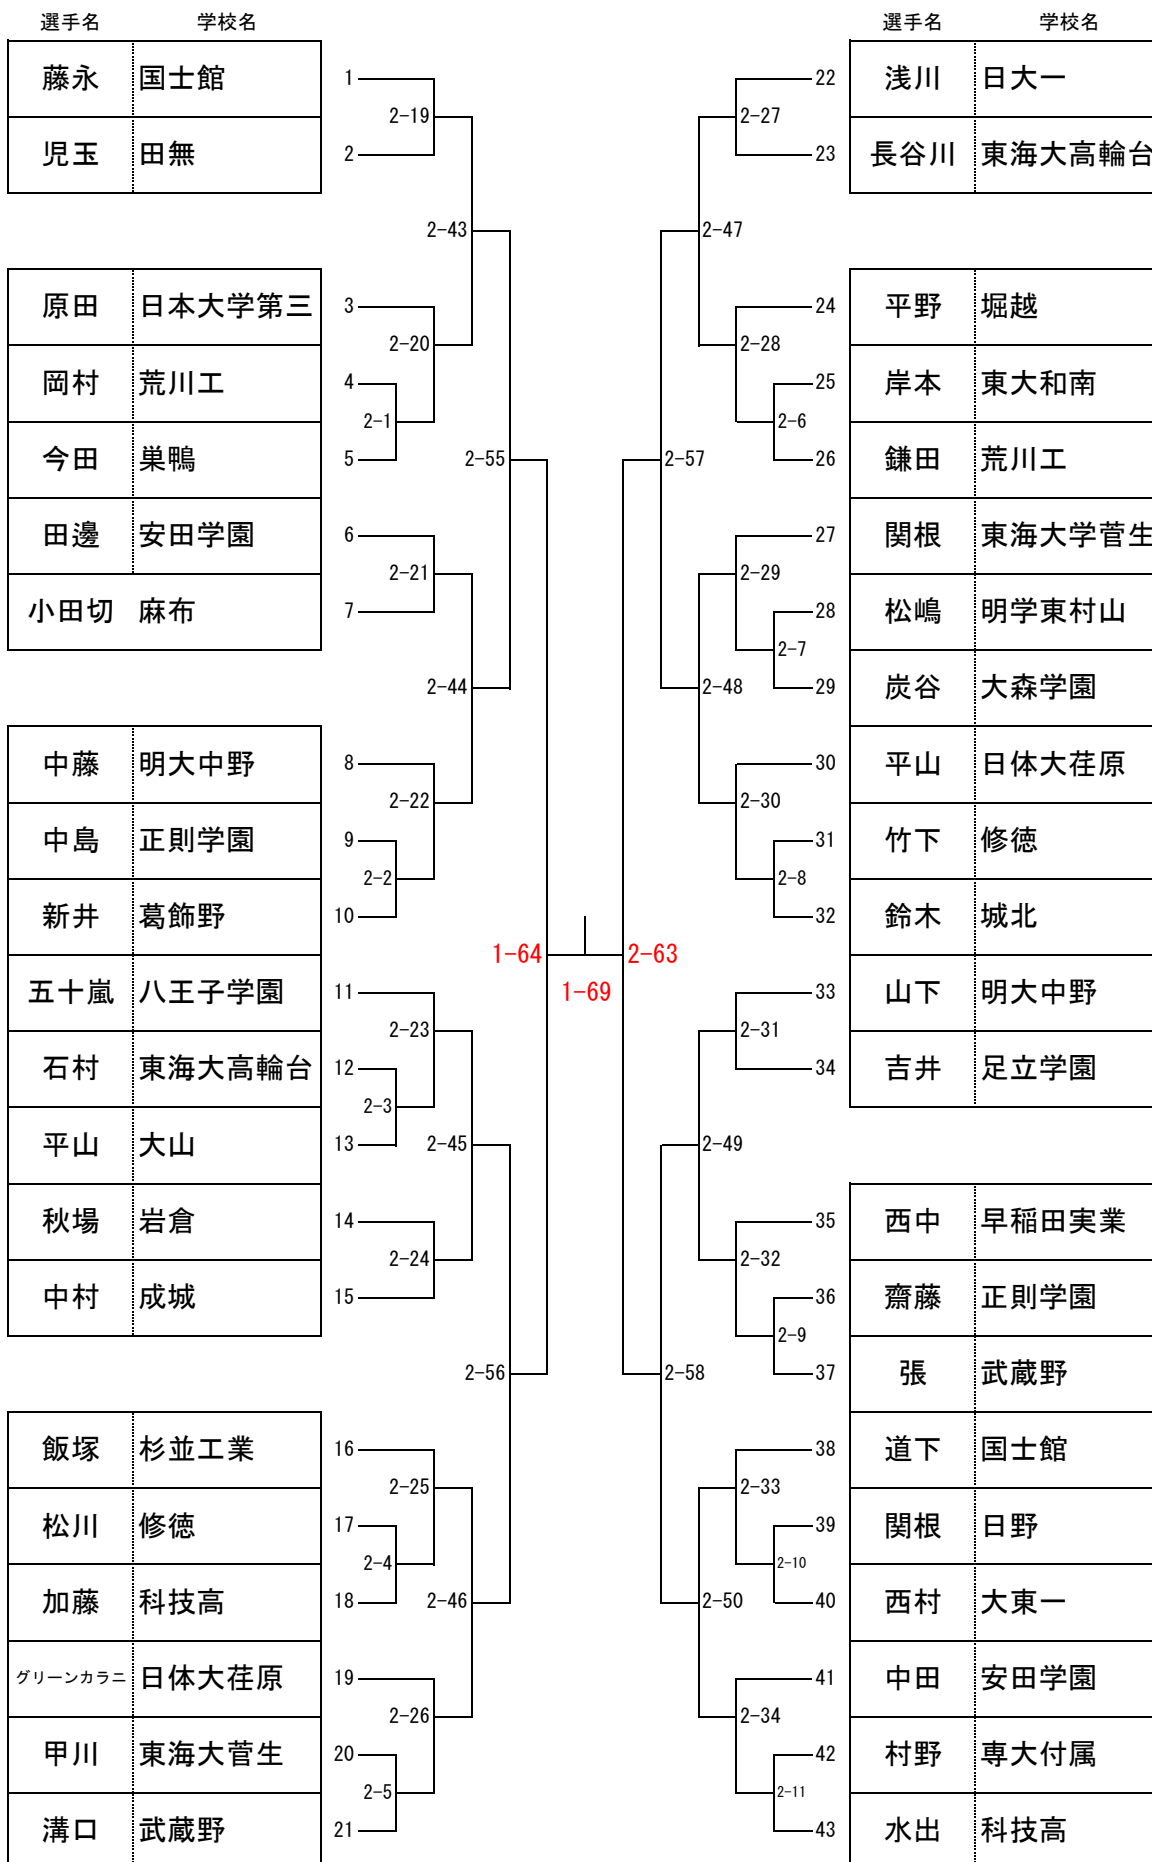 選手名 学校名
藤永 国士館 1
2-19
児玉 田無 2
2-43
原田 日本大学第三 3
2-20
岡村 荒川工 4
2-1
今田 巣鴨 5
2-55
田邊 安田学園 6
2-21
小田切 麻布 7
2-44
中藤 明大中野 8
2-22
中島 正則学園 9
2-2
新井 葛飾野 10
1-64
五十嵐 八王子学園 11
2-23
石村 東海大高輪台 12
2-3
平山 大山 13
2-45
秋場 岩倉 14
2-24
中村 成城 15
2-56
飯塚 杉並工業 16
2-25
松川 修徳 17
2-4
加藤 科技高 18
2-46
グリーンカラニ 日体大荏原 19
2-26
甲川 東海大菅生 20
2-5
溝口 武蔵野 21
1-69
選手名 学校名
22 浅川 日大一
2-27
23 長谷川 東海大高輪台
2-47
24 平野 堀越
2-28
25 岸本 東大和南
2-6
26 鎌田 荒川工
2-57
27 関根 東海大学菅生
2-29
28 松嶋 明学東村山
2-7
29 炭谷 大森学園
2-48
30 平山 日体大荏原
2-30
31 竹下 修徳
2-8
32 鈴木 城北
2-63
33 山下 明大中野
2-31
34 吉井 足立学園
2-49
35 西中 早稲田実業
2-32
36 齋藤 正則学園
2-9
37 張 武蔵野
2-58
38 道下 国士館
2-33
39 関根 日野
2-10
40 西村 大東一
2-50
41 中田 安田学園
2-34
42 村野 専大付属
2-11
43 水出 科技高